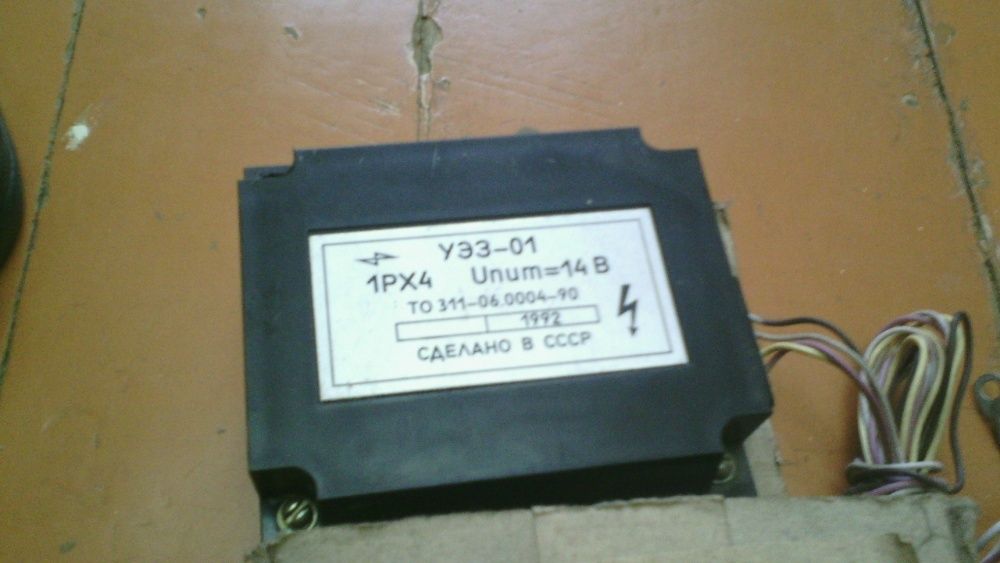 УЭЗ-01
1РХ4 Uпит=14 В
ТО 311-06.0004-90
1992
СДЕЛАНО В СССР